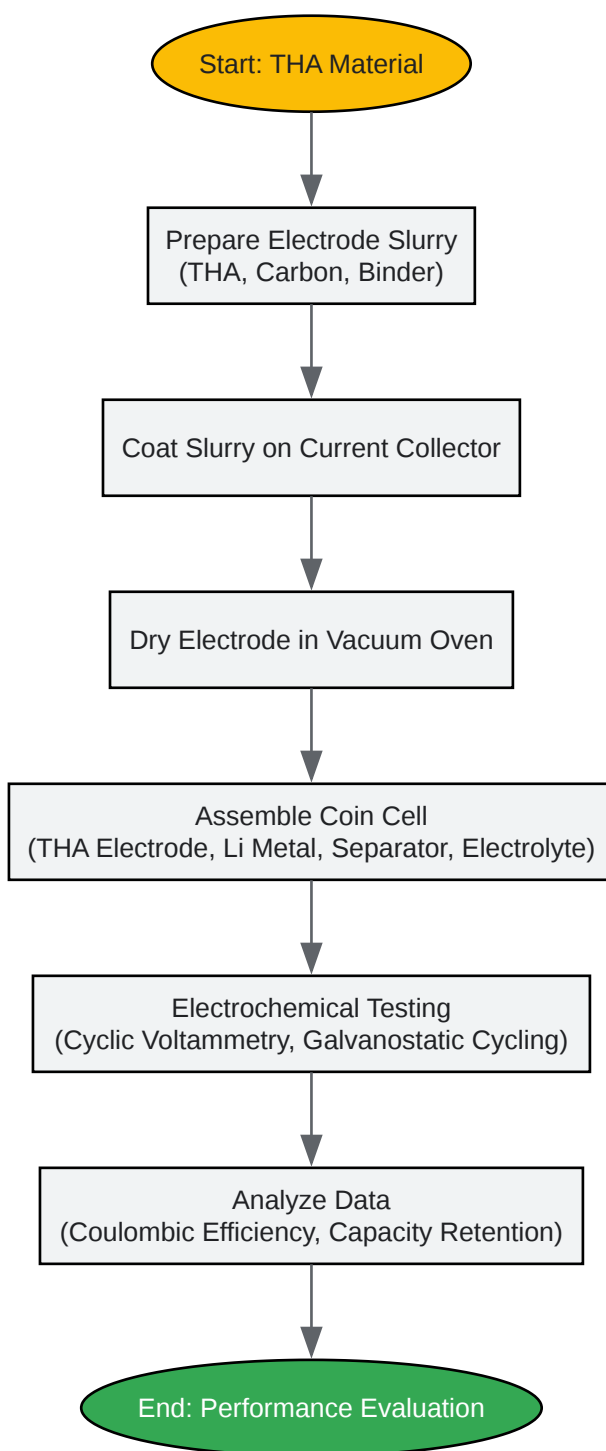 Start: THA Material
Prepare Electrode Slurry
(THA, Carbon, Binder)
Coat Slurry on Current Collector
Dry Electrode in Vacuum Oven
Assemble Coin Cell
(THA Electrode, Li Metal, Separator, Electrolyte)
Electrochemical Testing
(Cyclic Voltammetry, Galvanostatic Cycling)
Analyze Data
(Coulombic Efficiency, Capacity Retention)
End: Performance Evaluation